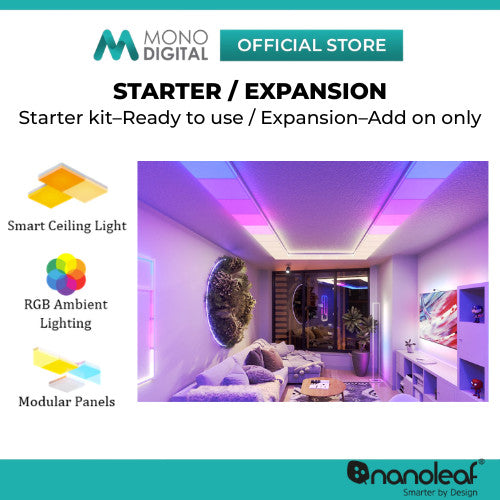 MONO
DIGITAL
OFFICIAL STORE
STARTER / EXPANSION
Starter kit–Ready to use / Expansion–Add on only
Smart Ceiling Light
RGB Ambient
Lighting
Modular Panels
nanoleaf®
Smarter by Design